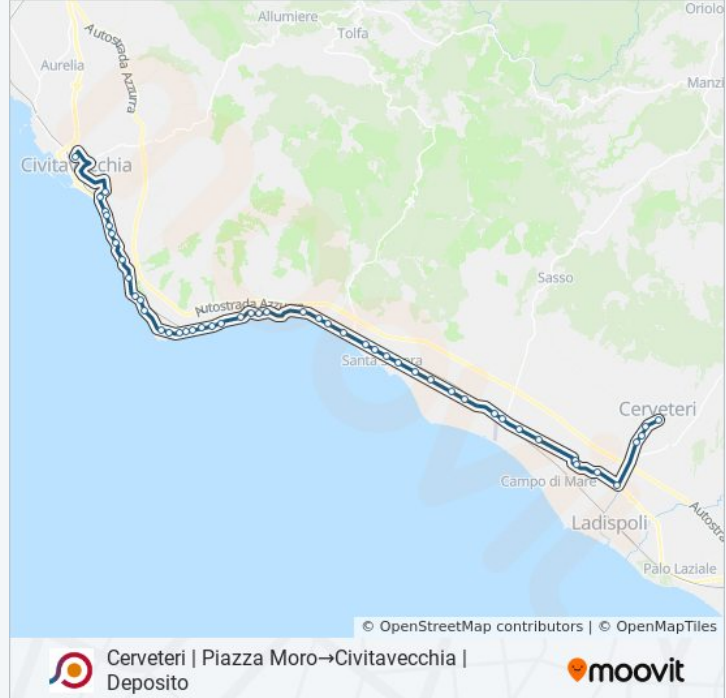 Allumiere
Oriolo
Tolfa
Autostrada Azzurra
Aurelia
Manzi
Civitavecchia
Sasso
Autostrada Azzurra
Santa Severa
Cerveteri
Campo di Mare
Autostra
Ladispoli
Palo Laziale
© OpenStreetMap contributors | © OpenMapTiles
Cerveteri | Piazza Moro→Civitavecchia |
Deposito
moovit